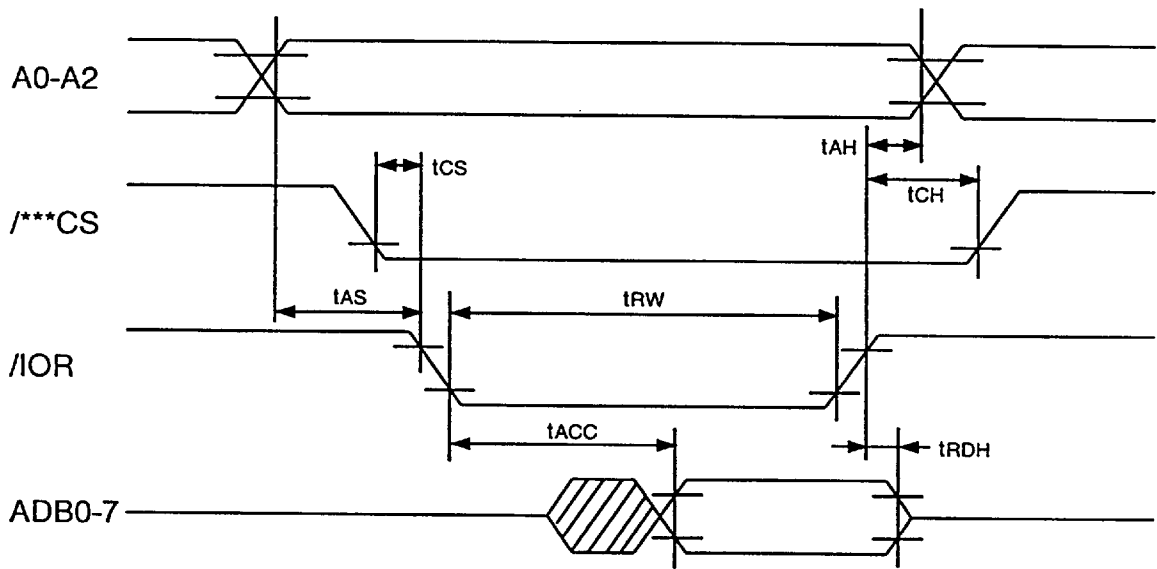 A0-A2
tAH
tCS
tCH
/***CS
tAS
tRW
/IOR
tACC
tRDH
ADB0-7